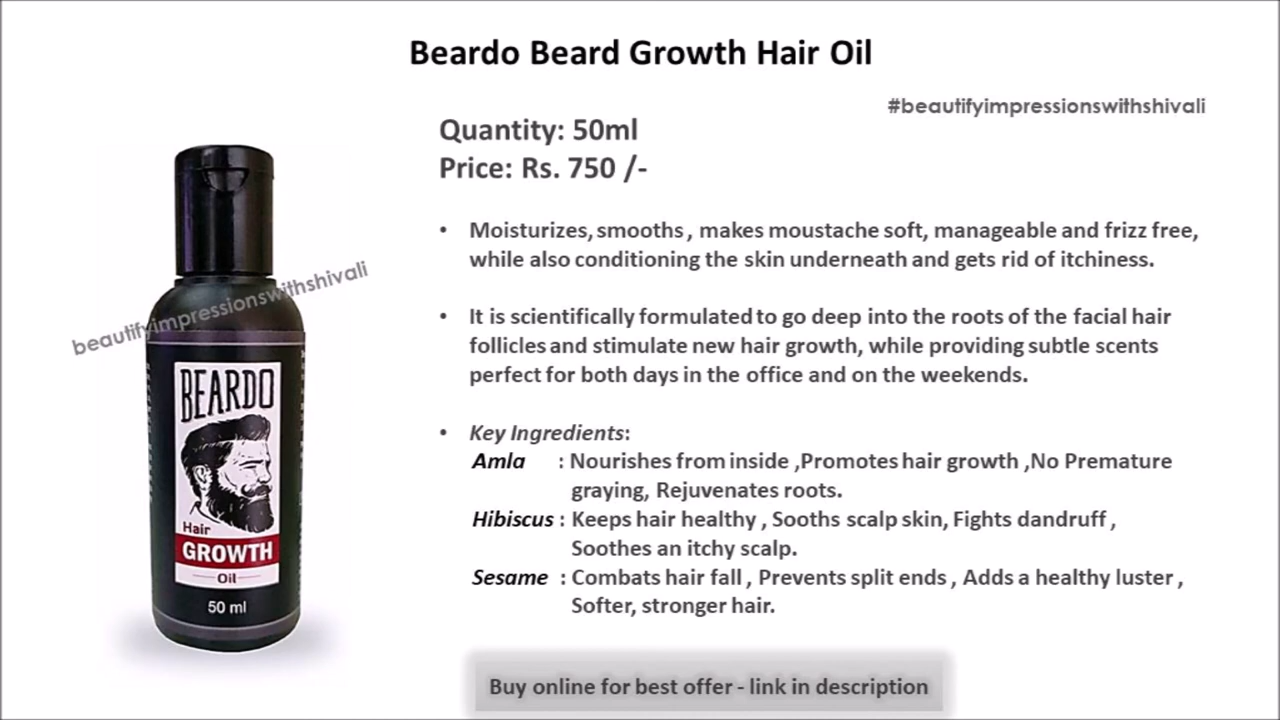 Beardo Beard Growth Hair Oil
#beautifyimpressionswithshivali
Quantity: 50ml
Price: Rs. 750 /-
• Moisturizes, smooths , makes moustache soft, manageable and frizz free,
while also conditioning the skin underneath and gets rid of itchiness.
• It is scientifically formulated to go deep into the roots of the facial hair
follicles and stimulate new hair growth, while providing subtle scents
perfect for both days in the office and on the weekends.
• Key Ingredients:
Amla : Nourishes from inside ,Promotes hair growth ,No Premature
graying, Rejuvenates roots.
Hibiscus : Keeps hair healthy , Sooths scalp skin, Fights dandruff ,
Soothes an itchy scalp.
Sesame : Combats hair fall , Prevents split ends , Adds a healthy luster ,
Softer, stronger hair.
Buy online for best offer - link in description
beautifyimpressionswithshivali
BEARDO
Hair
GROWTH
Oil
50 ml